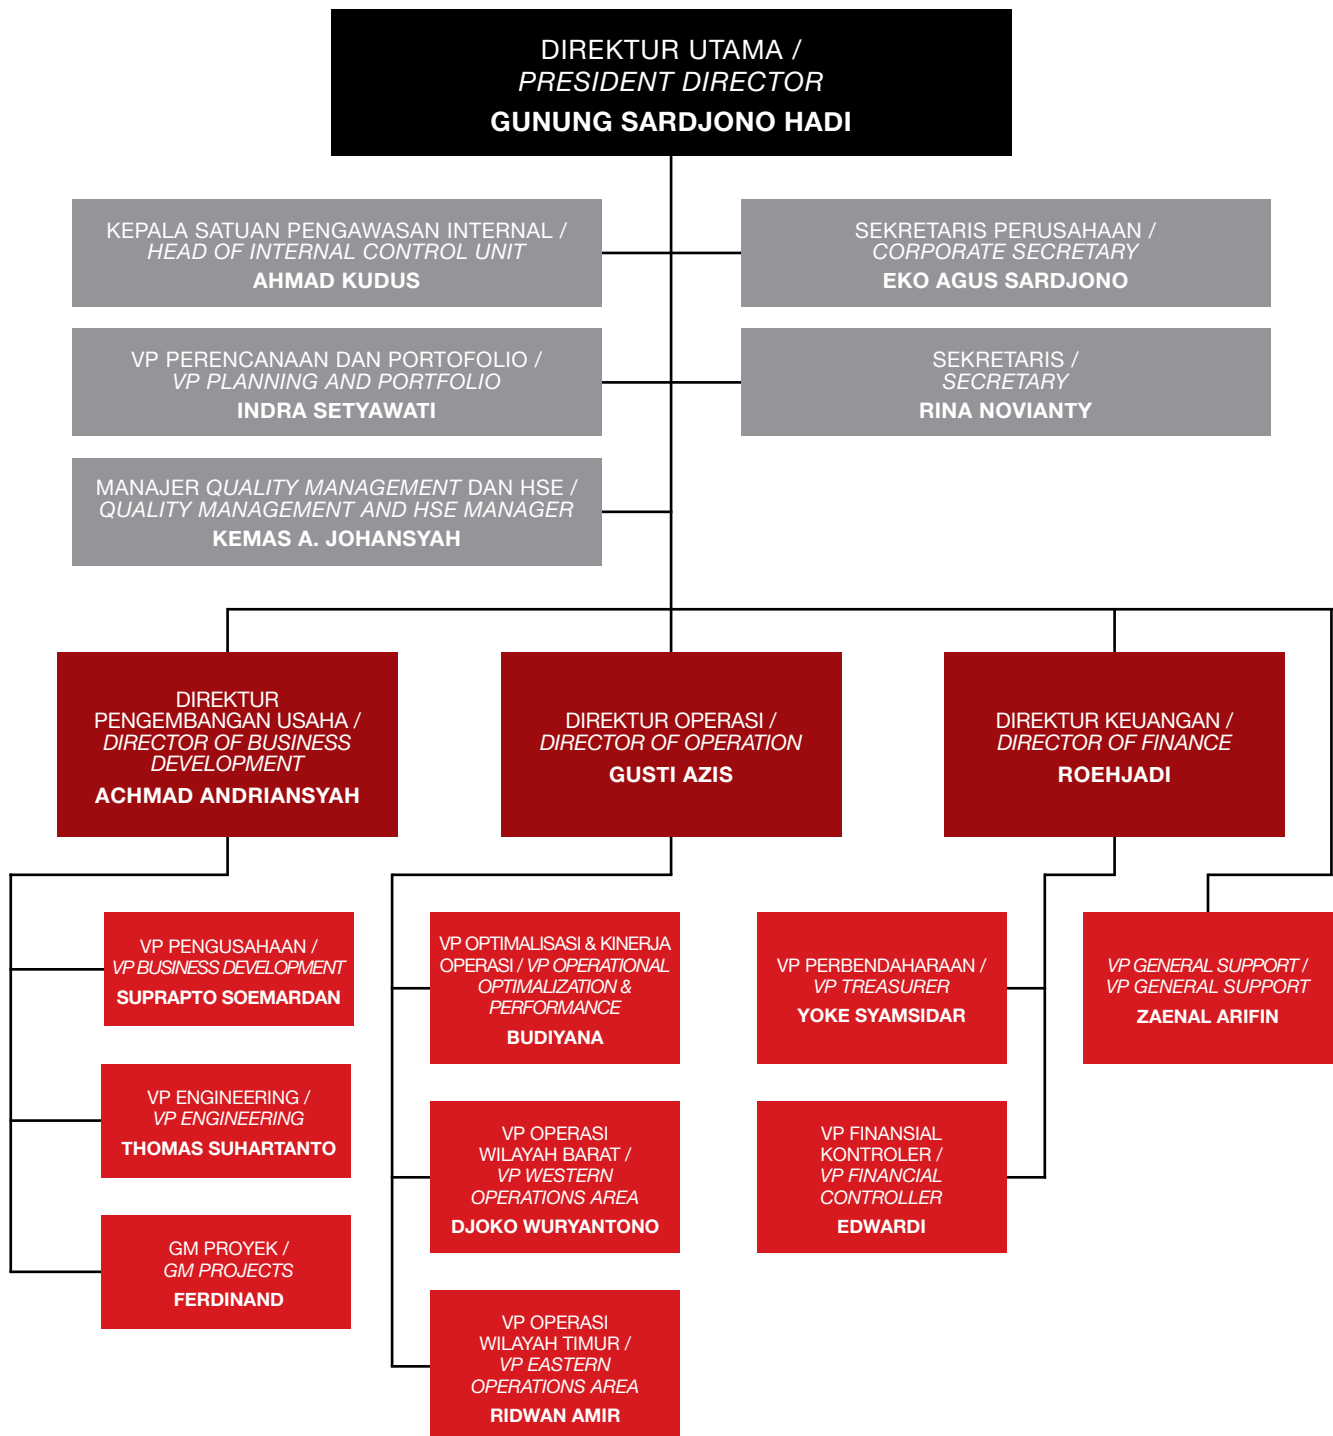 DIREKTUR UTAMA /
PRESIDENT DIRECTOR
GUNUNG SARDJONO HADI
KEPALA SATUAN PENGAWASAN INTERNAL /
HEAD OF INTERNAL CONTROL UNIT
AHMAD KUDUS
SEKRETARIS PERUSAHAAN /
CORPORATE SECRETARY
EKO AGUS SARDJONO
VP PERENCANAAN DAN PORTOFOLIO /
VP PLANNING AND PORTFOLIO
INDRA SETYAWATI
SEKRETARIS /
SECRETARY
RINA NOVIANTY
MANAJER QUALITY MANAGEMENT DAN HSE /
QUALITY MANAGEMENT AND HSE MANAGER
KEMAS A. JOHANSYAH
DIREKTUR
PENGEMBANGAN USAHA /
DIRECTOR OF BUSINESS
DEVELOPMENT
ACHMAD ANDRIANSYAH
DIREKTUR OPERASI /
DIRECTOR OF OPERATION
GUSTI AZIS
DIREKTUR KEUANGAN /
DIRECTOR OF FINANCE
ROEHJADI
VP PENGUSAHAAN /
VP BUSINESS DEVELOPMENT
SUPRAPTO SOEMARDAN
VP OPTIMALISASI & KINERJA
OPERASI / VP OPERATIONAL
OPTIMALIZATION &
PERFORMANCE
BUDIYANA
VP PERBENDAHARAAN /
VP TREASURER
YOKE SYAMSIDAR
VP GENERAL SUPPORT /
VP GENERAL SUPPORT
ZAENAL ARIFIN
VP ENGINEERING /
VP ENGINEERING
THOMAS SUHARTANTO
VP OPERASI
WILAYAH BARAT /
VP WESTERN
OPERATIONS AREA
DJOKO WURYANTONO
VP FINANSIAL
KONTROLER /
VP FINANCIAL
CONTROLLER
EDWARDI
GM PROYEK /
GM PROJECTS
FERDINAND
VP OPERASI
WILAYAH TIMUR /
VP EASTERN
OPERATIONS AREA
RIDWAN AMIR